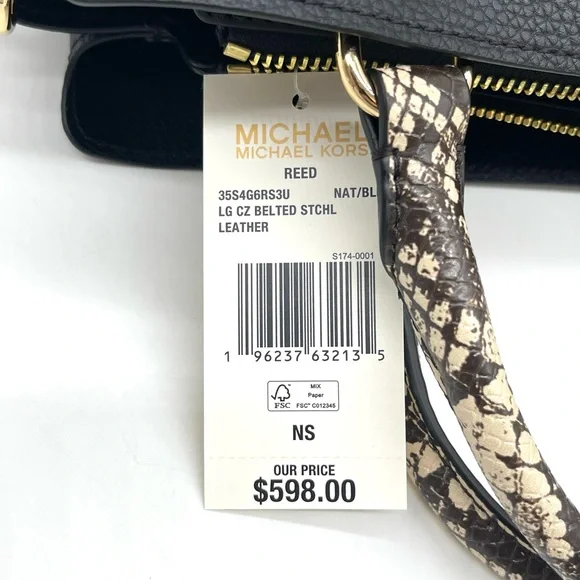 MICHAEL
MICHAEL KORS
REED
35S4G6RS3U NAT/BL
LG CZ BELTED STCHL
LEATHER
S174-0001
1 96237 63213 5
FSC
MIX
Paper
FSC® C012345
NS
OUR PRICE
$598.00